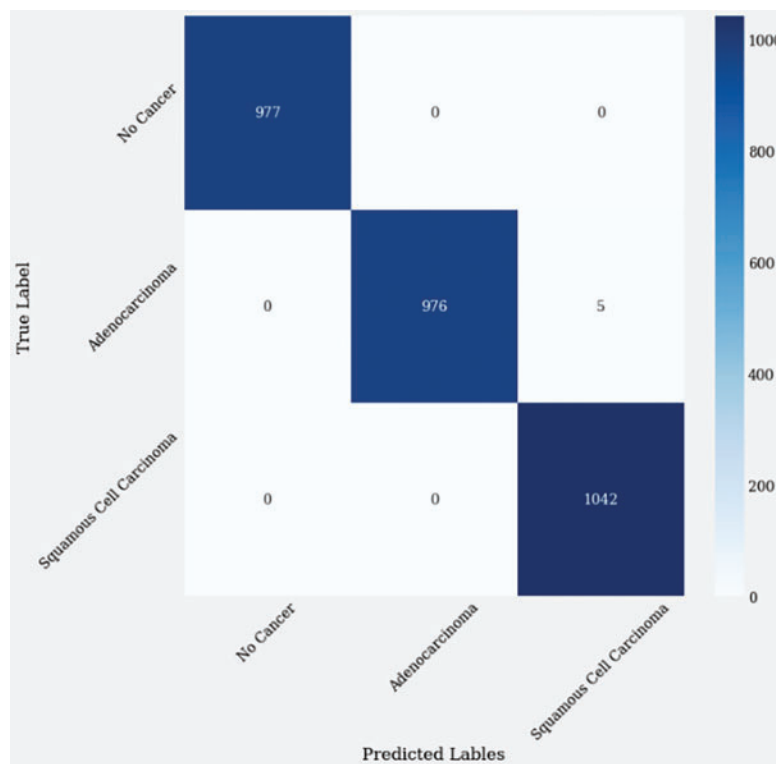 No Cancer
977 0 0
Adenocarcinoma
0 976 5
Squamous Cell Carcinoma
0 0 1042
True Label
No Cancer
Adenocarcinoma
Squamous Cell Carcinoma
Predicted Lables
1000
800
600
400
200
0